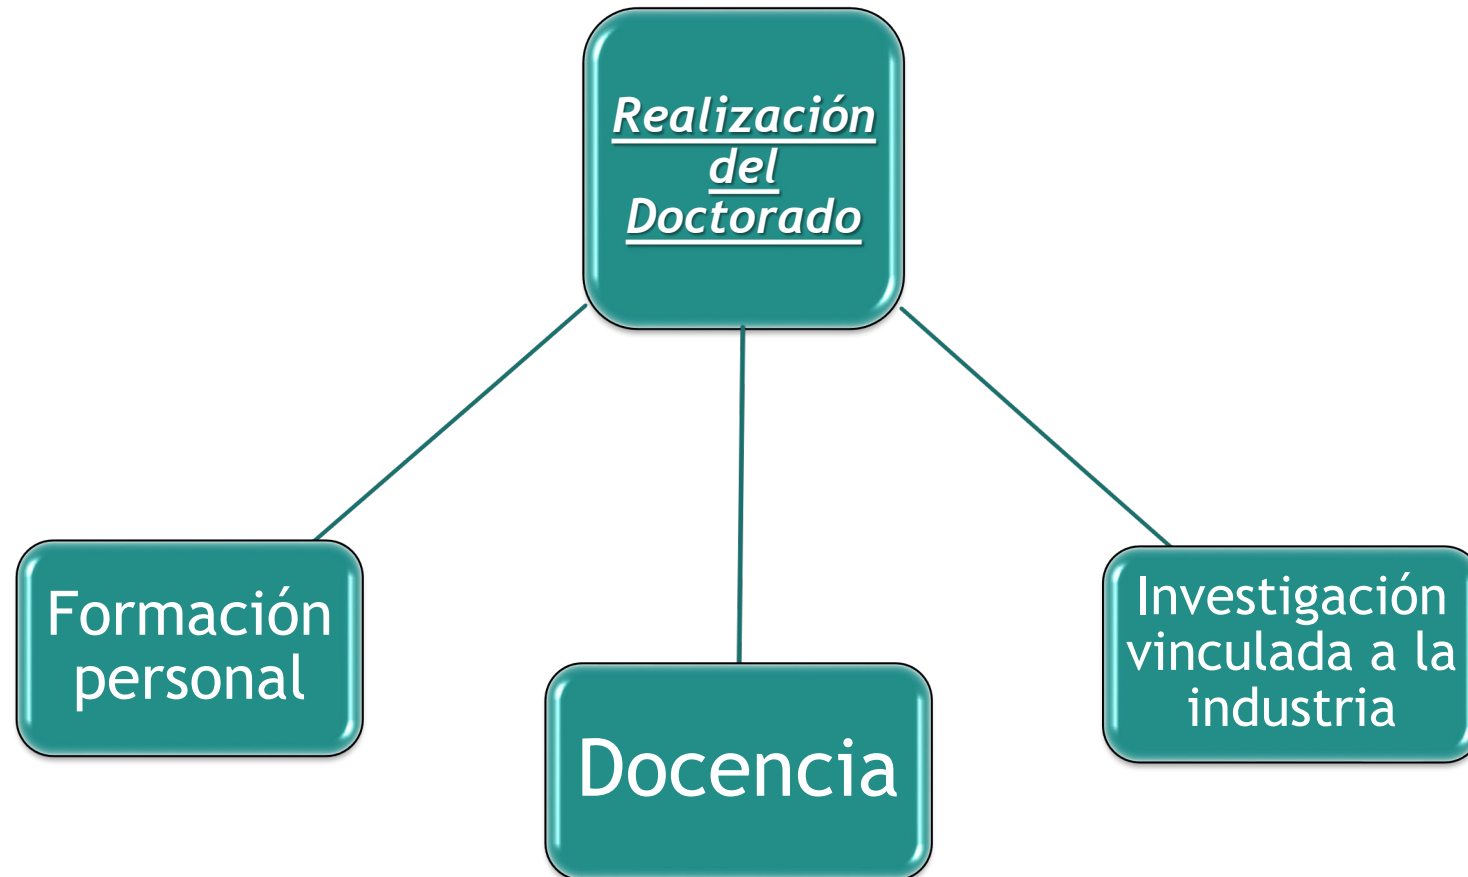 Realización
del
Doctorado
Formación
personal
Docencia
Investigación
vinculada a la
industria